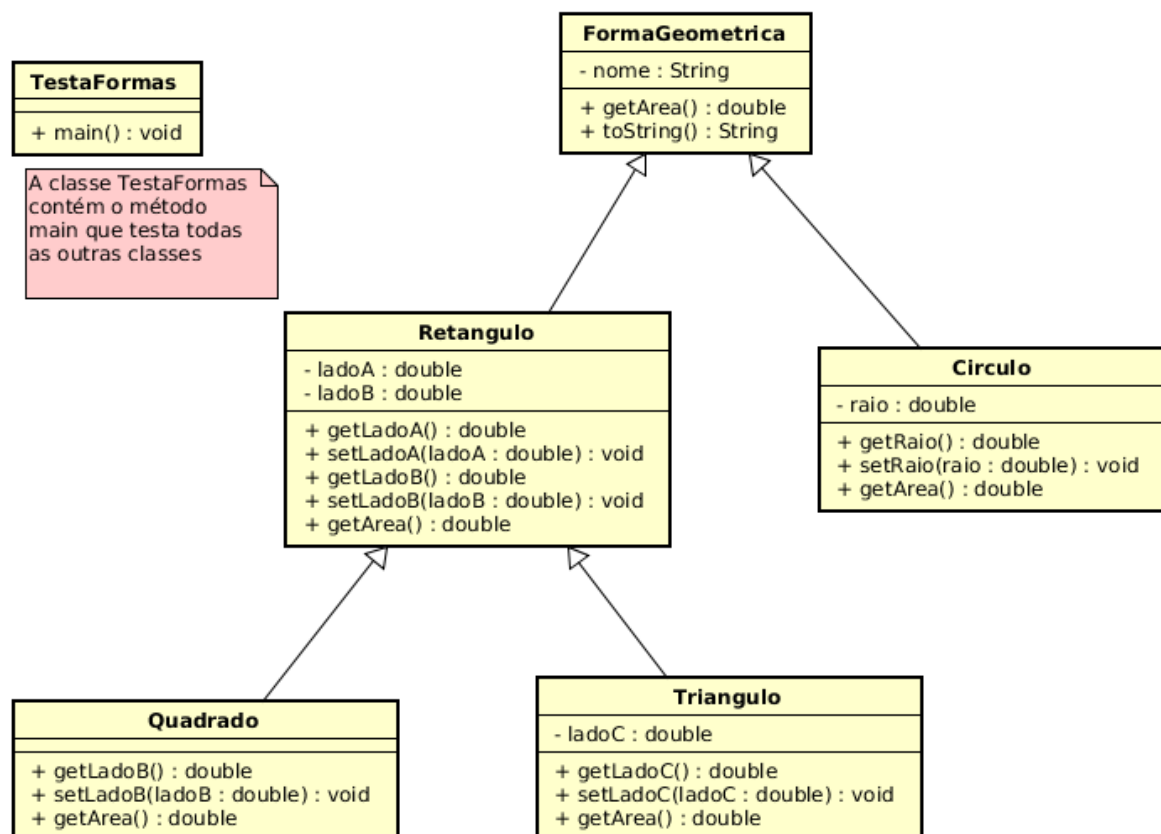 TestaFormas
+ main() : void
A classe TestaFormas
contém o método
main que testa todas
as outras classes
FormaGeometrica
- nome : String
+ getArea() : double
+ toString() : String
Retangulo
- ladoA : double
- ladoB : double
+ getLadoA() : double
+ setLadoA(ladoA : double) : void
+ getLadoB() : double
+ setLadoB(ladoB : double) : void
+ getArea() : double
Circulo
- raio : double
+ getRaio() : double
+ setRaio(raio : double) : void
+ getArea() : double
Quadrado
+ getLadoB() : double
+ setLadoB(ladoB : double) : void
+ getArea() : double
Triangulo
- ladoC : double
+ getLadoC() : double
+ setLadoC(ladoC : double) : void
+ getArea() : double